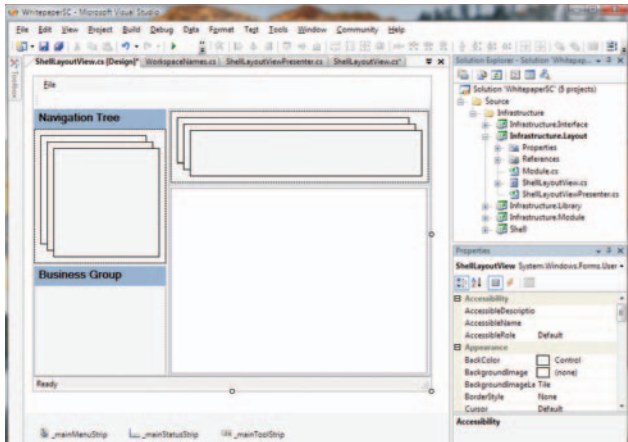 WhitepaperSC - Microsoft Visual Studio
File Edit View Project Build Debug Data Format Test Tools Window Community Help
ShellLayoutView.cs [Design]* WorkspaceNames.cs ShellLayoutViewPresenter.cs ShellLayoutView.cs*
Toolbox
File
Navigation Tree
Business Group
Ready
_mainMenuStrip _mainStatusStrip _mainToolStrip
Solution Explorer - Solution 'Whitepap...
Solution 'WhitepaperSC' (5 projects)
Source
Infrastructure
Infrastructure.Interface
Infrastructure.Layout
Properties
References
Module.cs
ShellLayoutView.cs
ShellLayoutViewPresenter.cs
Infrastructure.Library
Infrastructure.Module
Shell
Properties
ShellLayoutView System.Windows.Forms.User
Accessibility
AccessibleDescriptio
AccessibleName
AccessibleRole Default
Appearance
BackColor Control
BackgroundImage (none)
BackgroundImageLa Tile
BorderStyle None
Cursor Default
Accessibility